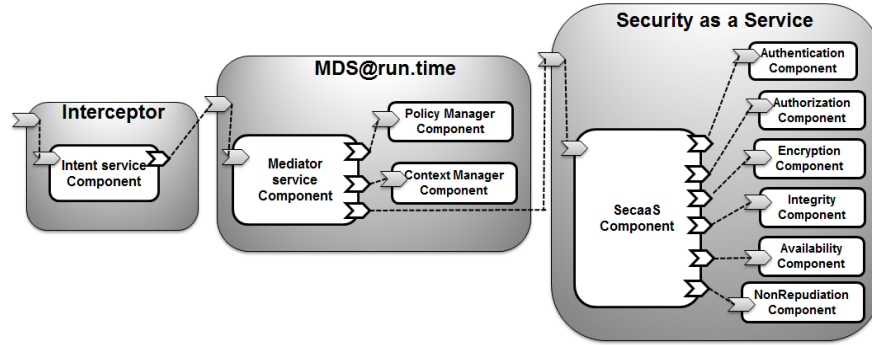 Interceptor
Intent service
Component
MDS@run.time
Mediator
service
Component
Policy Manager
Component
Context Manager
Component
Security as a Service
SecaaS
Component
Authentication
Component
Authorization
Component
Encryption
Component
Integrity
Component
Availability
Component
NonRepudiation
Component